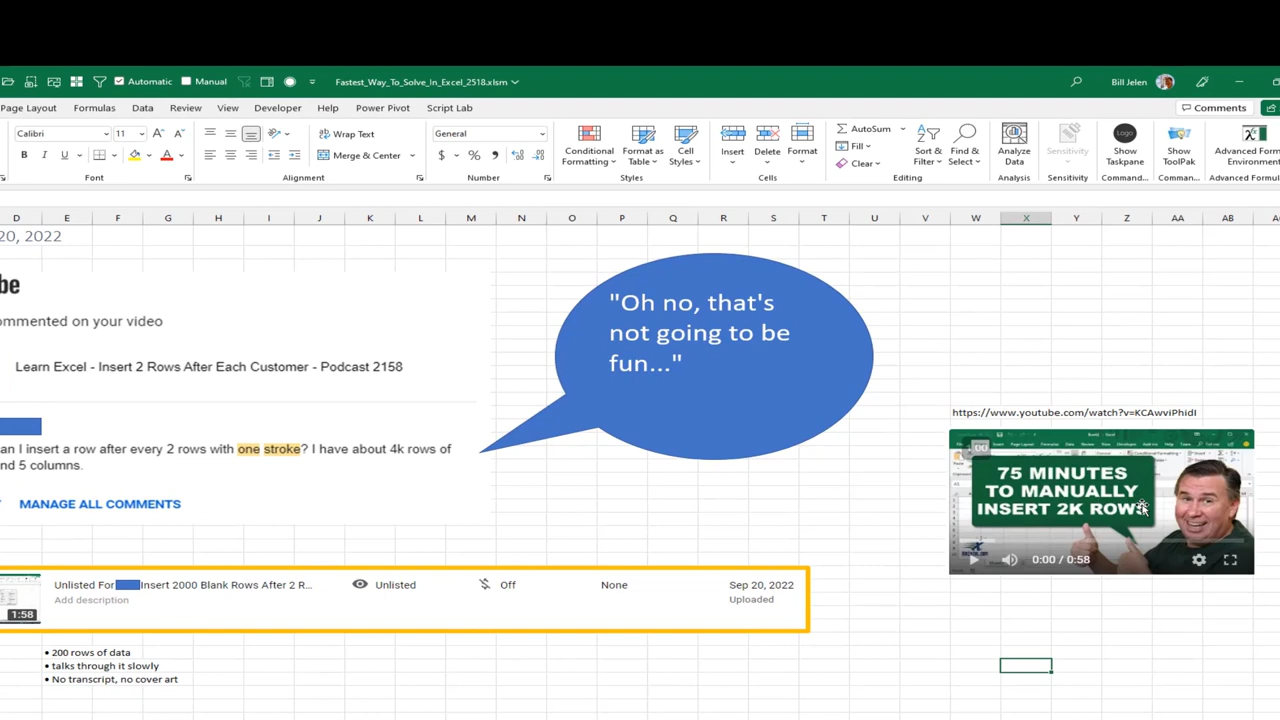 Automatic
Manual
Fastest_Way_To_Solve_In_Excel_2518.xlsm
Bill Jelen
Page Layout
Formulas
Data
Review
View
Developer
Help
Power Pivot
Script Lab
Comments
Calibri
11
Wrap Text
General
Conditional Formatting
Format as Table
Cell Styles
Insert
Delete
Format
AutoSum
Fill
Clear
Sort & Filter
Find & Select
Analyze Data
Sensitivity
Logo
Show Taskpane
Show ToolPak
Advanced Form
Environme
B I U
Merge & Center
$ % ,
Font
Alignment
Number
Styles
Cells
Editing
Analysis
Sensitivity
Command...
Comman...
Advanced Formul
D E F G H I J K L M N O P Q R S T U V W X Y Z AA AB
20, 2022
be
ommented on your video
Learn Excel - Insert 2 Rows After Each Customer - Podcast 2158
an I insert a row after every 2 rows with one stroke? I have about 4k rows of
nd 5 columns.
MANAGE ALL COMMENTS
"Oh no, that's
not going to be
fun..."
https://www.youtube.com/watch?v=KCAwviPhidI
75 MINUTES
TO MANUALLY
INSERT 2K ROWS
0:00 / 0:58
1:58
Unlisted For Insert 2000 Blank Rows After 2 R...
Add description
Unlisted
Off
None
Sep 20, 2022
Uploaded
• 200 rows of data
• talks through it slowly
• No transcript, no cover art